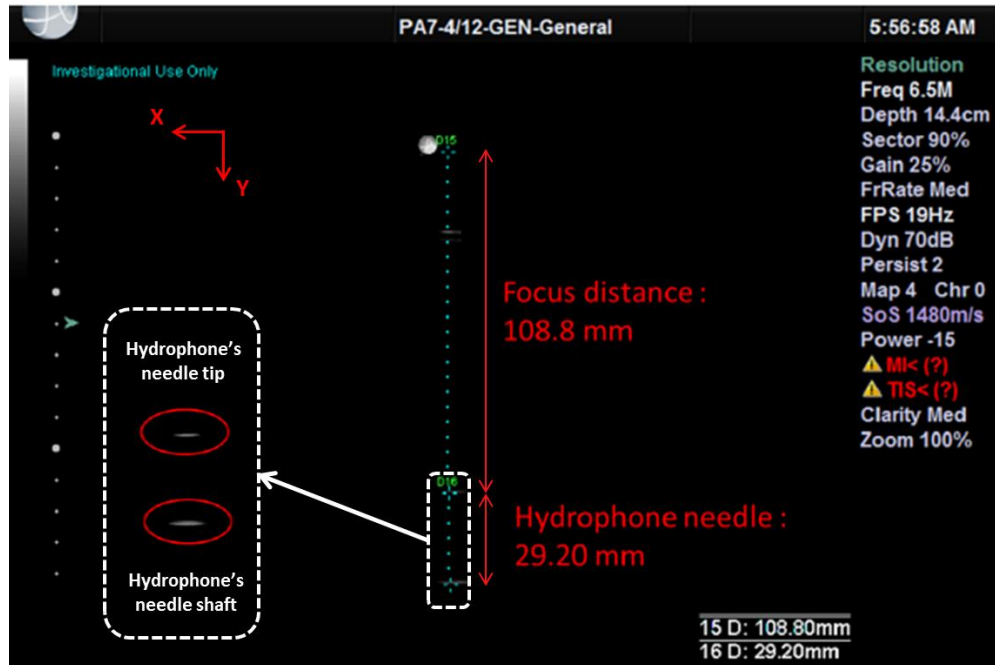 PA7-4/12-GEN-General
5:56:58 AM
Investigational Use Only
Resolution
Freq 6.5M
Depth 14.4cm
Sector 90%
Gain 25%
FrRate Med
FPS 19Hz
Dyn 70dB
Persist 2
Map 4 Chr 0
SoS 1480m/s
Power -15
MI< (?)
TIS< (?)
Clarity Med
Zoom 100%
X
Y
D15
Focus distance :
108.8 mm
Hydrophone's
needle tip
Hydrophone's
needle shaft
D16
Hydrophone needle :
29.20 mm
15 D: 108.80mm
16 D: 29.20mm